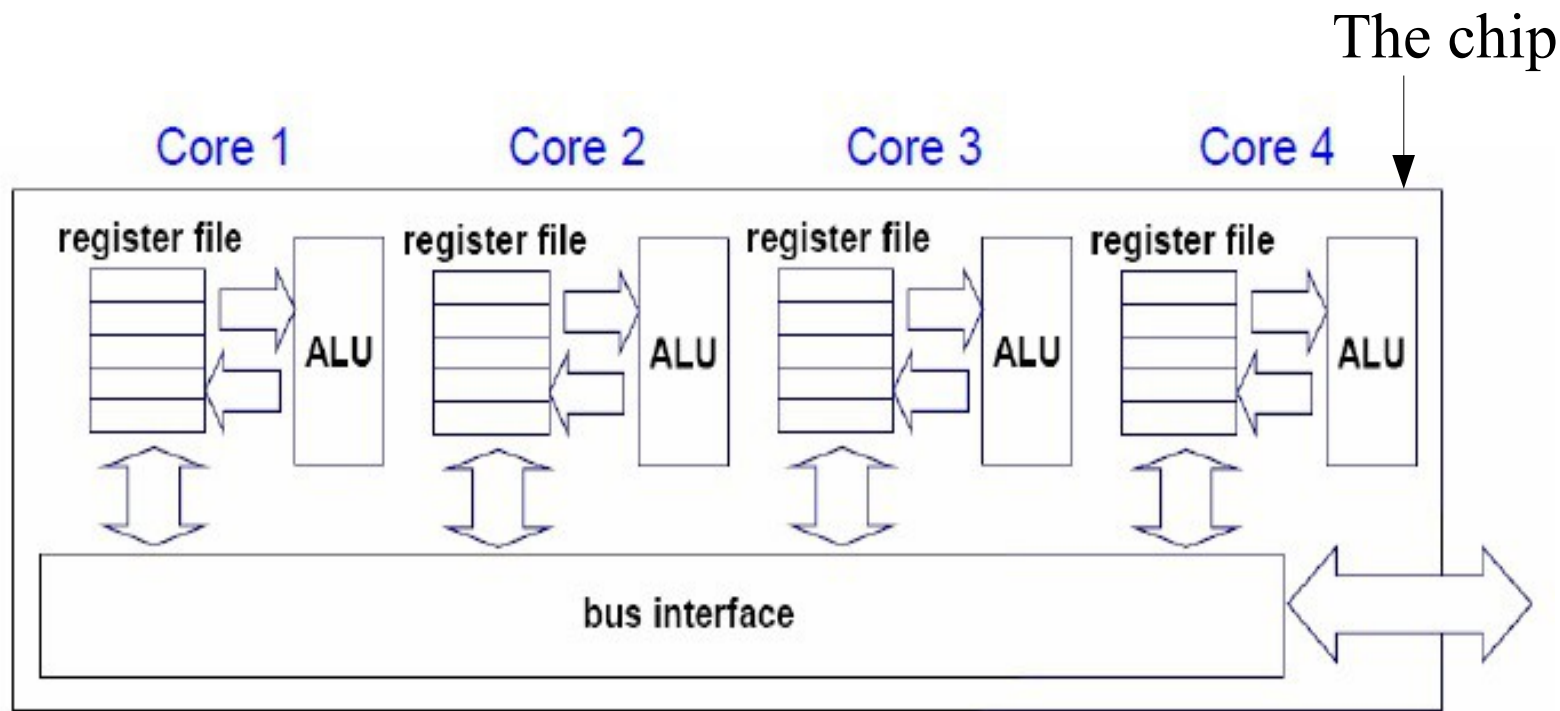 The chip
Core 1 Core 2 Core 3 Core 4
register file register file register file register file
ALU ALU ALU ALU
bus interface